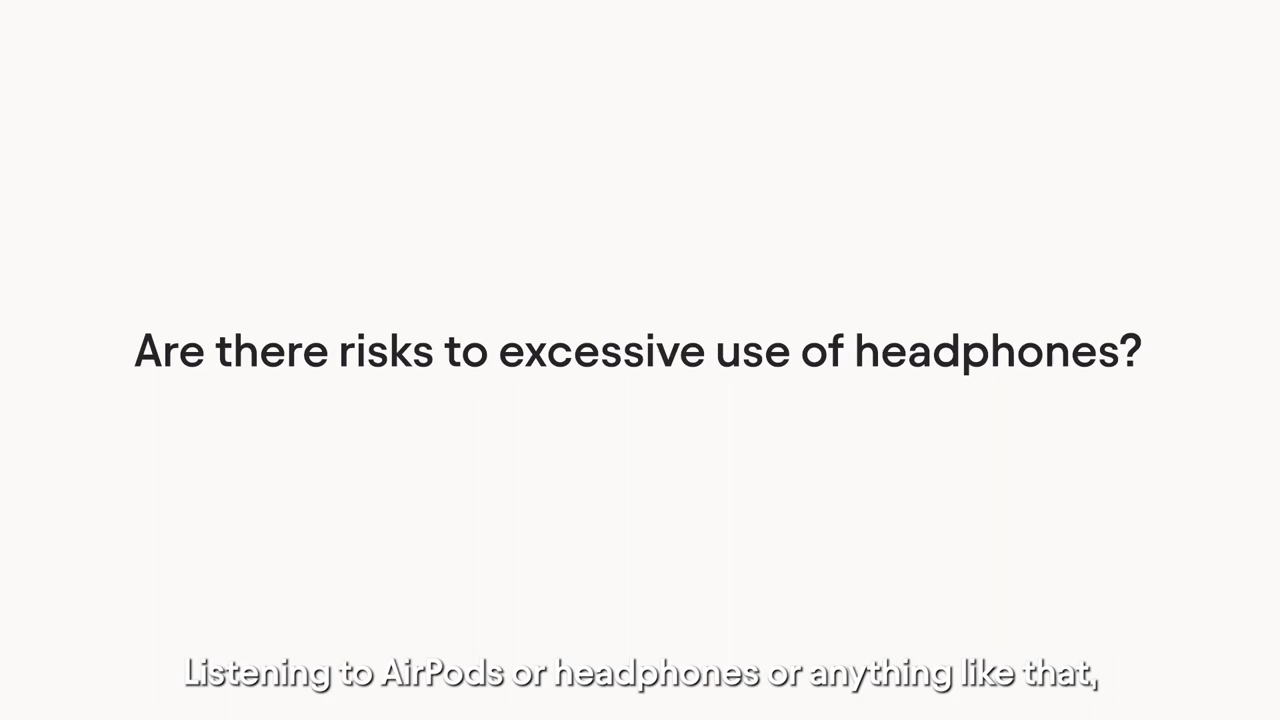 Are there risks to excessive use of headphones?
Listening to AirPods or headphones or anything like that,